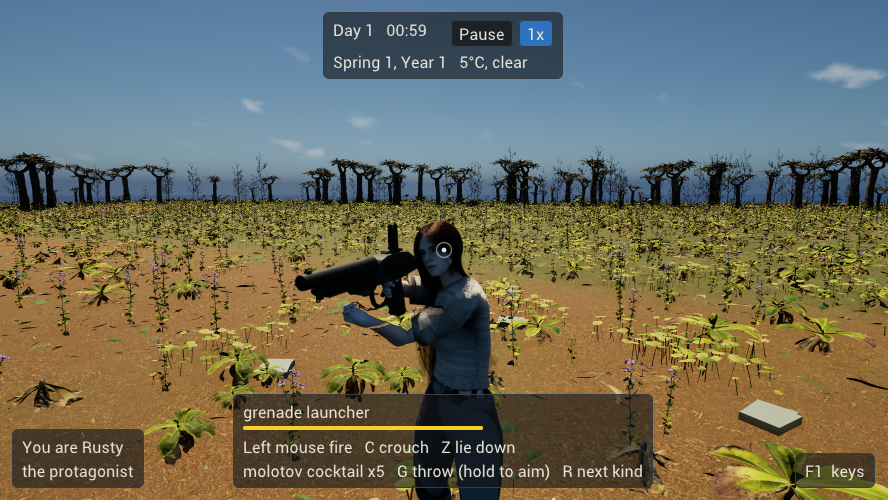 Day 1 00:59 Pause 1x
Spring 1, Year 1 5°C, clear
grenade launcher
Left mouse fire C crouch Z lie down
molotov cocktail x5 G throw (hold to aim) R next kind
You are Rusty
the protagonist
F1 keys